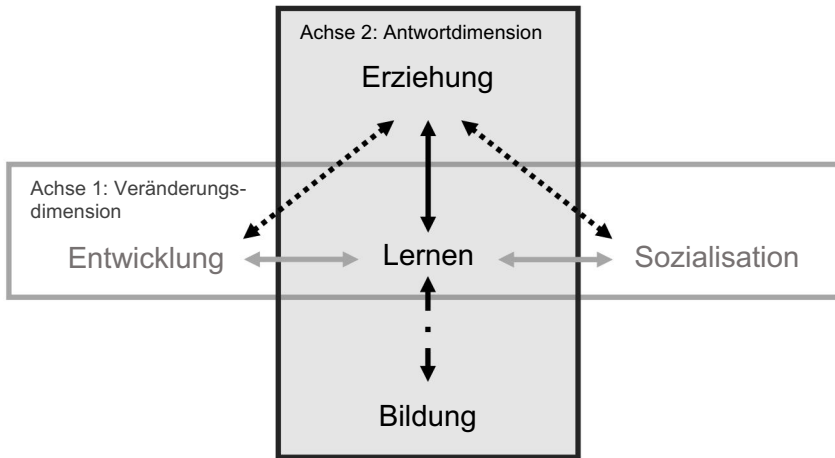 Achse 2: Antwortdimension
Erziehung
Achse 1: Veränderungs-
dimension
Entwicklung
Lernen
Sozialisation
Bildung